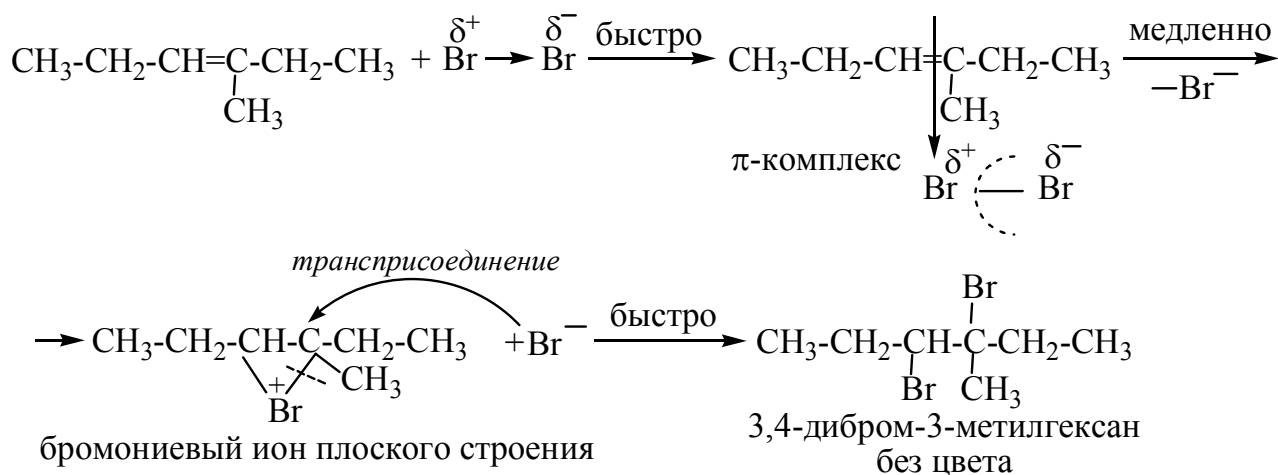 CH₃-CH₂-CH=C-CH₂-CH₃ + Br → Br быстро CH₃-CH₂-CH=C-CH₂-CH₃ медленно
δ⁺ δ⁻
CH₃ CH₃ −Br⁻
π-комплекс δ⁺ δ⁻
Br — Br
трансприсоединение
CH₃-CH₂-CH-C-CH₂-CH₃ +Br⁻ быстро CH₃-CH₂-CH-C-CH₂-CH₃
Br
+ CH₃ Br CH₃
Br
бромониевый ион плоского строения
3,4-дибром-3-метилгексан
без цвета